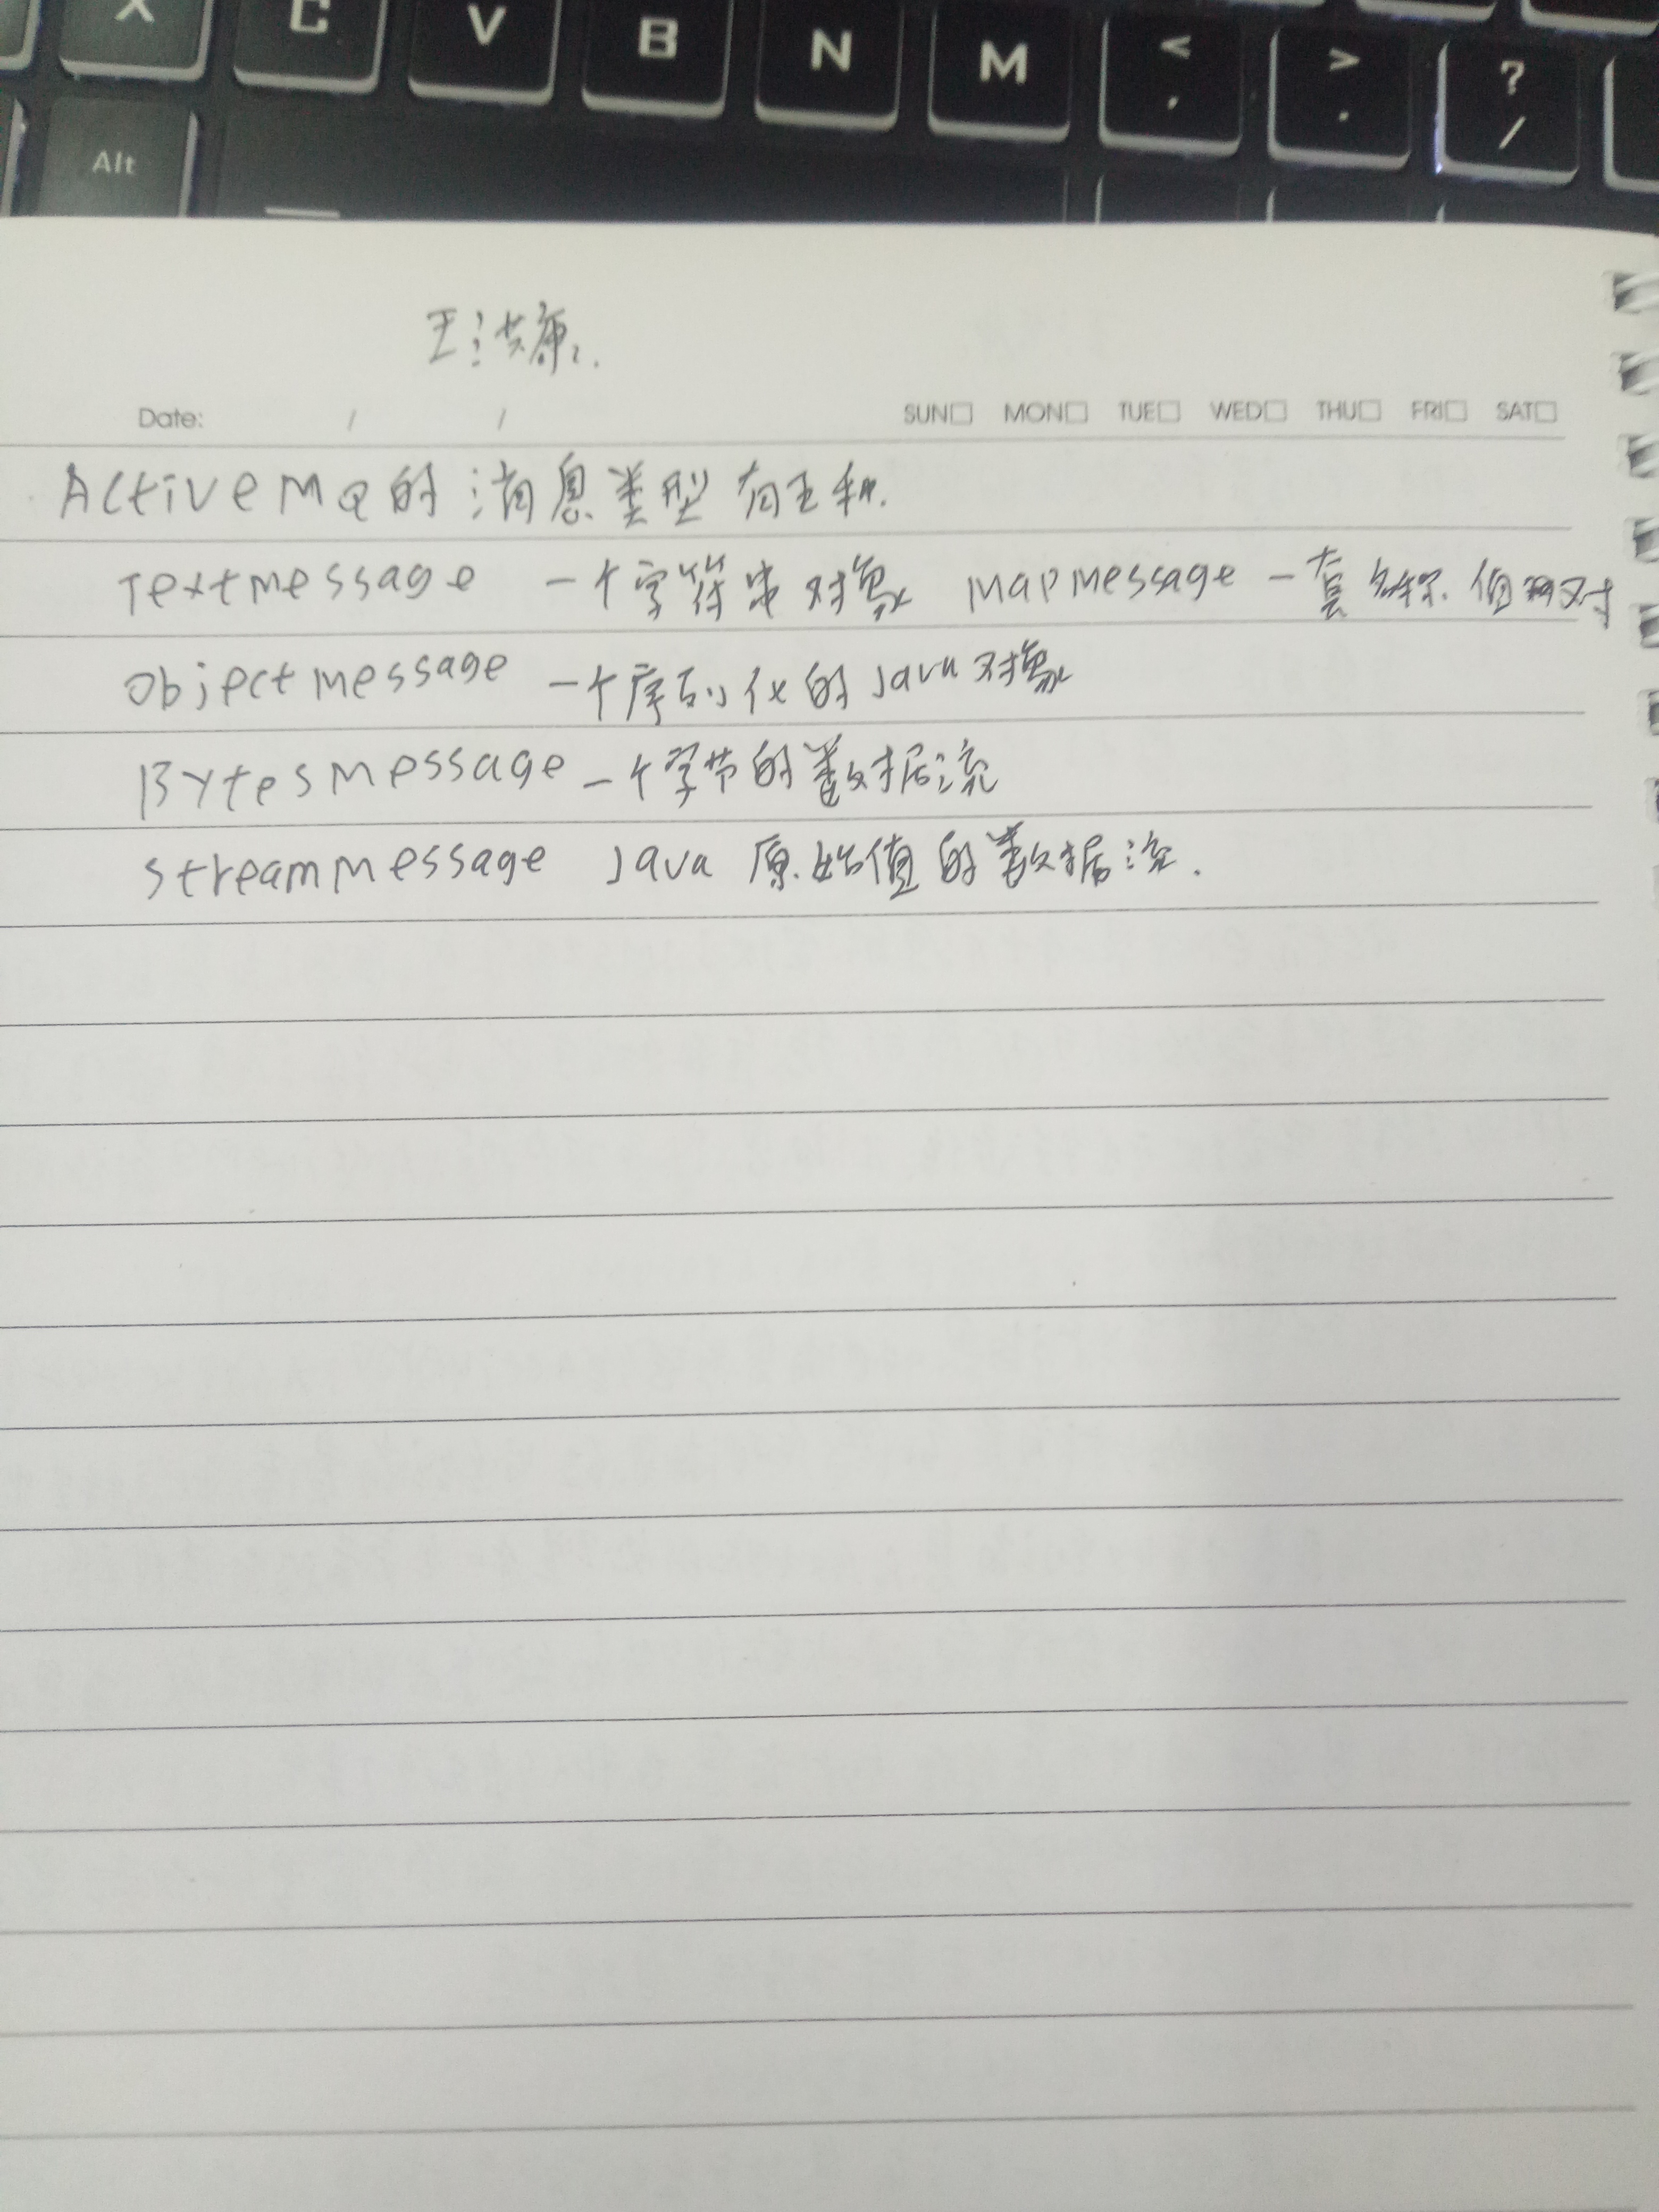 X C V B N M < , > . ? /
Alt
王洪康.
Date: / / SUN□ MON□ TUE□ WED□ THU□ FRI□ SAT□
ActiveMQ的消息类型有五种.
Textmessage 一个字符串对象 Mapmessage 一套名称.值对
objectmessage 一个序列化的Java对象
Bytesmessage 一个字节的数据流
streammessage Java 原始值的数据流.